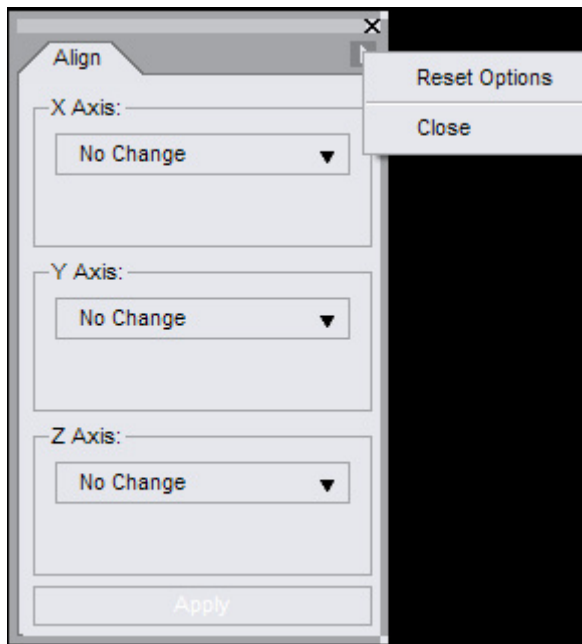 Align
Reset Options
Close
X Axis:
No Change
Y Axis:
No Change
Z Axis:
No Change
Apply